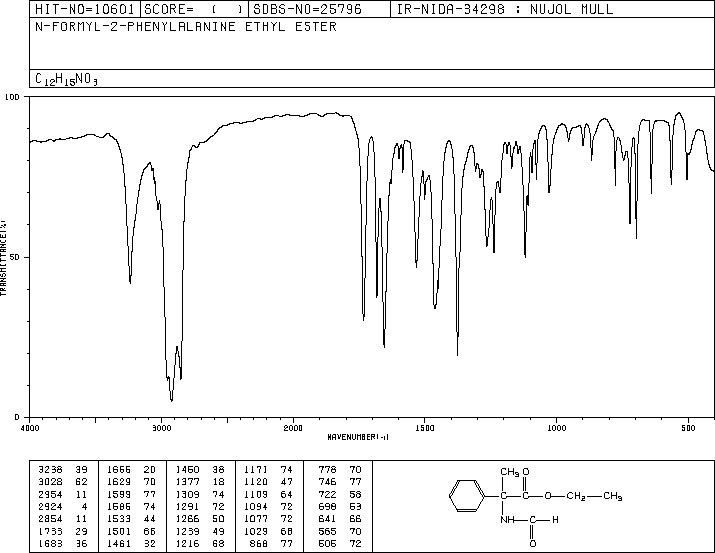 HIT-NO=10601 SCORE= ( ) SDBS-NO=25796 IR-NIDA-34298 : NUJOL MULL
N-FORMYL-2-PHENYLALANINE ETHYL ESTER
C12H15NO3
100
50
0
TRANSMITTANCE(%)
4000 3000 2000 1500 1000 500
WAVENUMBER(-1)
3238 39 1656 20 1460 38 1171 74 778 70
3028 62 1629 70 1377 18 1120 47 746 77
2954 11 1599 77 1309 74 1109 64 722 58
2924 4 1586 74 1291 72 1094 72 698 53
2854 11 1533 44 1266 50 1077 72 641 66
1733 29 1501 66 1239 49 1029 68 565 70
1683 36 1461 32 1216 68 868 77 505 72
CH3 O
C C O CH2 CH3
NH C H
O